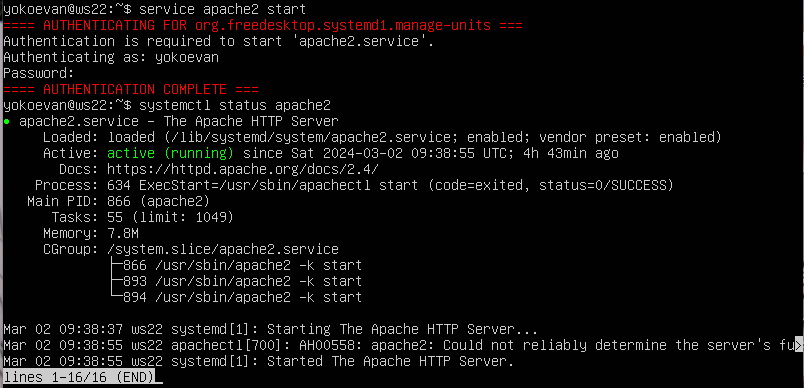 yokoevan@ws22:~$ service apache2 start
==== AUTHENTICATING FOR org.freedesktop.systemd1.manage-units ===
Authentication is required to start 'apache2.service'.
Authenticating as: yokoevan
Password:
==== AUTHENTICATION COMPLETE ===
yokoevan@ws22:~$ systemctl status apache2
● apache2.service - The Apache HTTP Server
     Loaded: loaded (/lib/systemd/system/apache2.service; enabled; vendor preset: enabled)
     Active: active (running) since Sat 2024-03-02 09:38:55 UTC; 4h 43min ago
       Docs: https://httpd.apache.org/docs/2.4/
    Process: 634 ExecStart=/usr/sbin/apachectl start (code=exited, status=0/SUCCESS)
   Main PID: 866 (apache2)
      Tasks: 55 (limit: 1049)
     Memory: 7.8M
     CGroup: /system.slice/apache2.service
             ├─866 /usr/sbin/apache2 -k start
             ├─893 /usr/sbin/apache2 -k start
             └─894 /usr/sbin/apache2 -k start
Mar 02 09:38:37 ws22 systemd[1]: Starting The Apache HTTP Server...
Mar 02 09:38:55 ws22 apachectl[700]: AH00558: apache2: Could not reliably determine the server's fu>
Mar 02 09:38:55 ws22 systemd[1]: Started The Apache HTTP Server.
lines 1-16/16 (END)